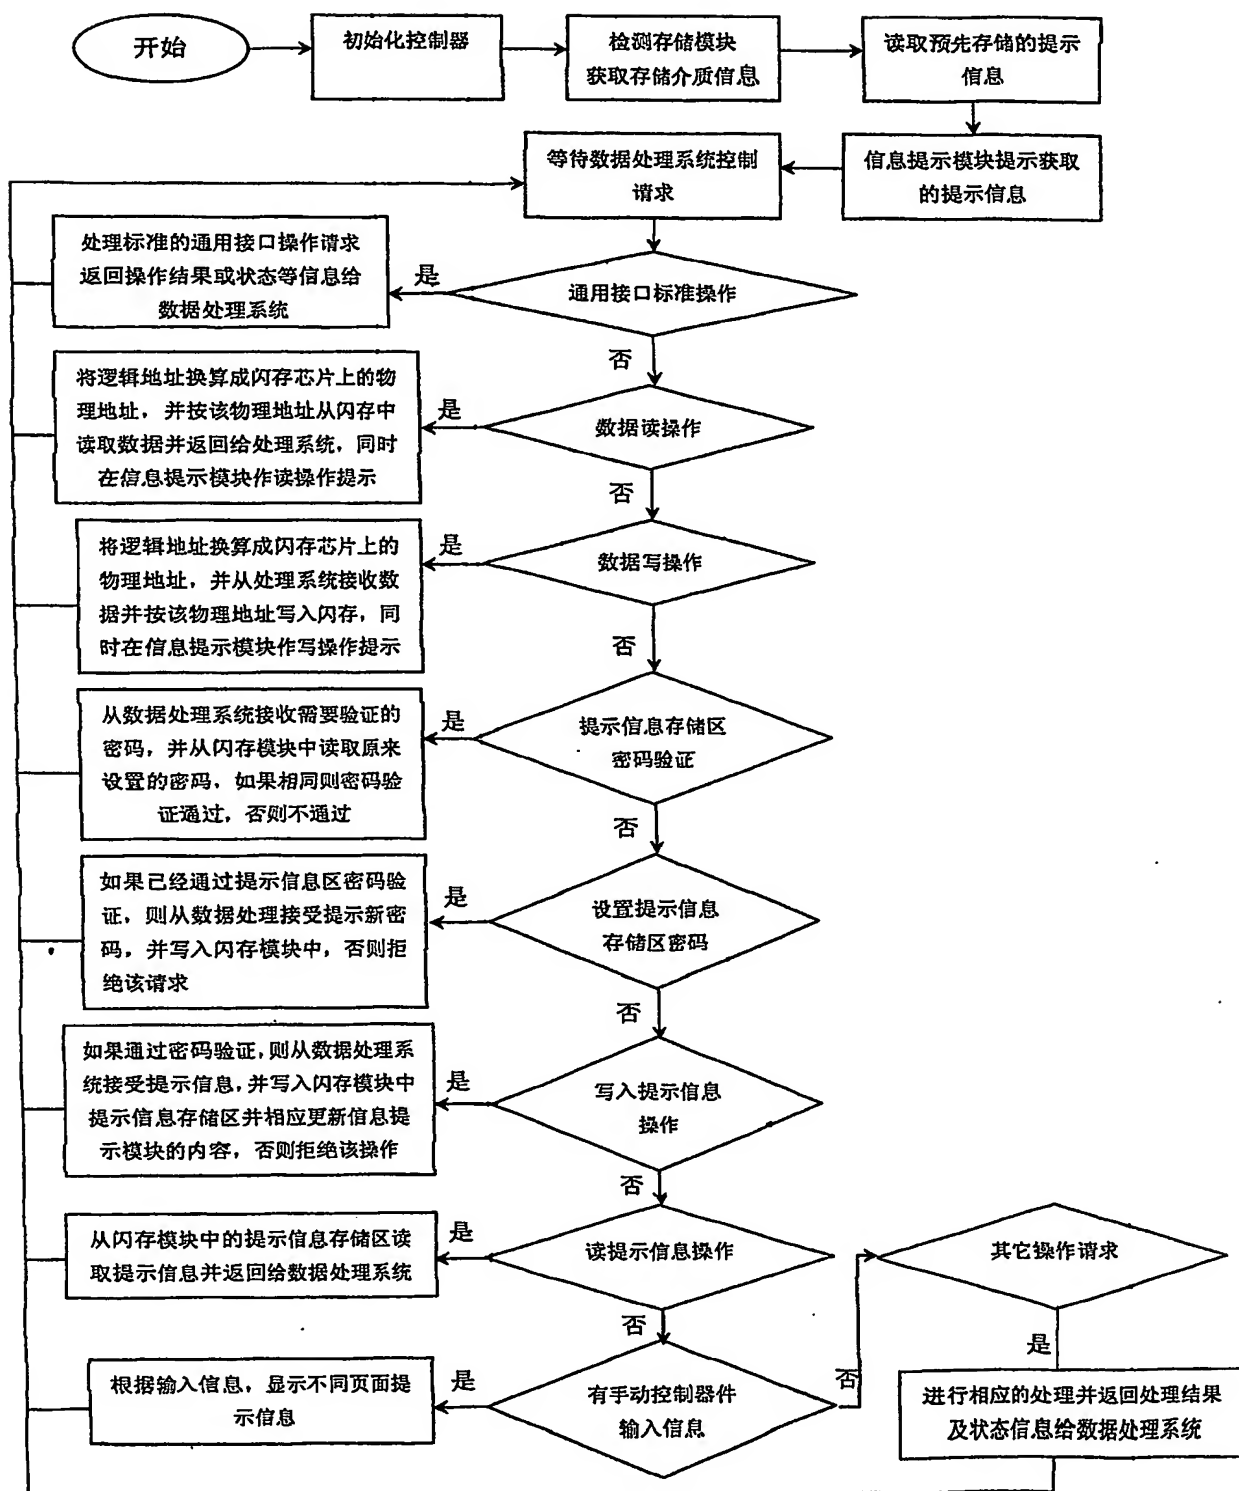 开始
初始化控制器
检测存储模块
获取存储介质信息
读取预先存储的提示
信息
信息提示模块提示获取
的提示信息
等待数据处理系统控制
请求
通用接口标准操作
是
处理标准的通用接口操作请求
返回操作结果或状态等信息给
数据处理系统
否
数据读操作
是
将逻辑地址换算成闪存芯片上的物
理地址，并按该物理地址从闪存中
读取数据并返回给处理系统，同时
在信息提示模块作读操作提示
否
数据写操作
是
将逻辑地址换算成闪存芯片上的
物理地址，并从处理系统接收数
据并按该物理地址写入闪存，同
时在信息提示模块作写操作提示
否
提示信息存储区
密码验证
是
从数据处理系统接收需要验证的
密码，并从闪存模块中读取原来
设置的密码，如果相同则密码验
证通过，否则不通过
否
设置提示信息
存储区密码
是
如果已经通过提示信息区密码验
证，则从数据处理接受提示新密
码，并写入闪存模块中，否则拒
绝该请求
否
写入提示信息
操作
是
如果通过密码验证，则从数据处理系
统接受提示信息，并写入闪存模块中
提示信息存储区并相应更新信息提
示模块的内容，否则拒绝该操作
否
读提示信息操作
是
从闪存模块中的提示信息存储区读
取提示信息并返回给数据处理系统
否
有手动控制器件
输入信息
是
根据输入信息，显示不同页面提
示信息
否
其它操作请求
是
进行相应的处理并返回处理结果
及状态信息给数据处理系统